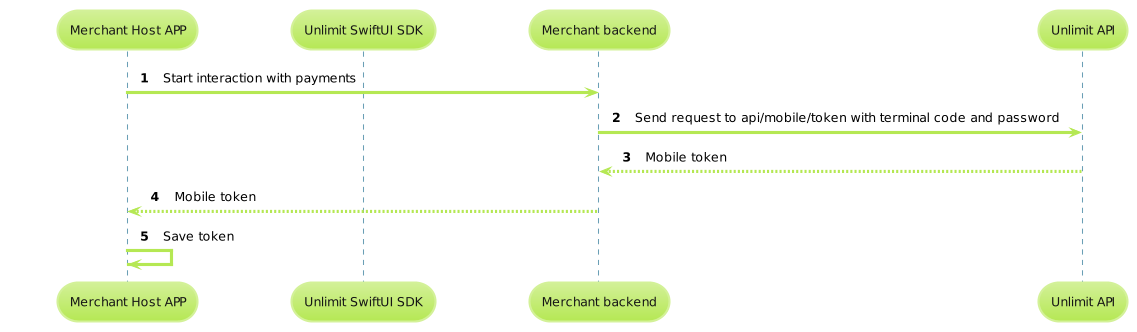 Merchant Host APP Unlimit SwiftUI SDK Merchant backend Unlimit API
1 Start interaction with payments
2 Send request to api/mobile/token with terminal code and password
3 Mobile token
4 Mobile token
5 Save token
Merchant Host APP Unlimit SwiftUI SDK Merchant backend Unlimit API